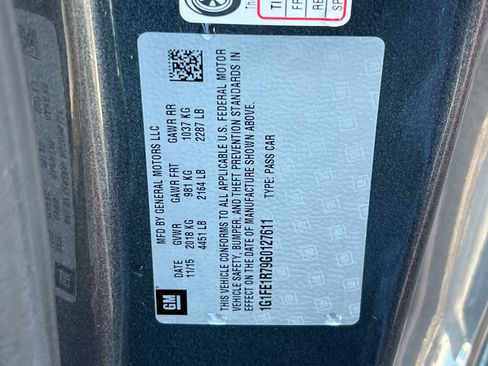 MFD BY GENERAL MOTORS LLC
DATE GVWR GAWR FRT GAWR RR
11/15 2018 KG 981 KG 1037 KG
4451 LB 2164 LB 2287 LB
THIS VEHICLE CONFORMS TO ALL APPLICABLE U.S. FEDERAL MOTOR
VEHICLE SAFETY, BUMPER, AND THEFT PREVENTION STANDARDS IN
EFFECT ON THE DATE OF MANUFACTURE SHOWN ABOVE.
1G1FE1R79G0127611 TYPE: PASS CAR
GM